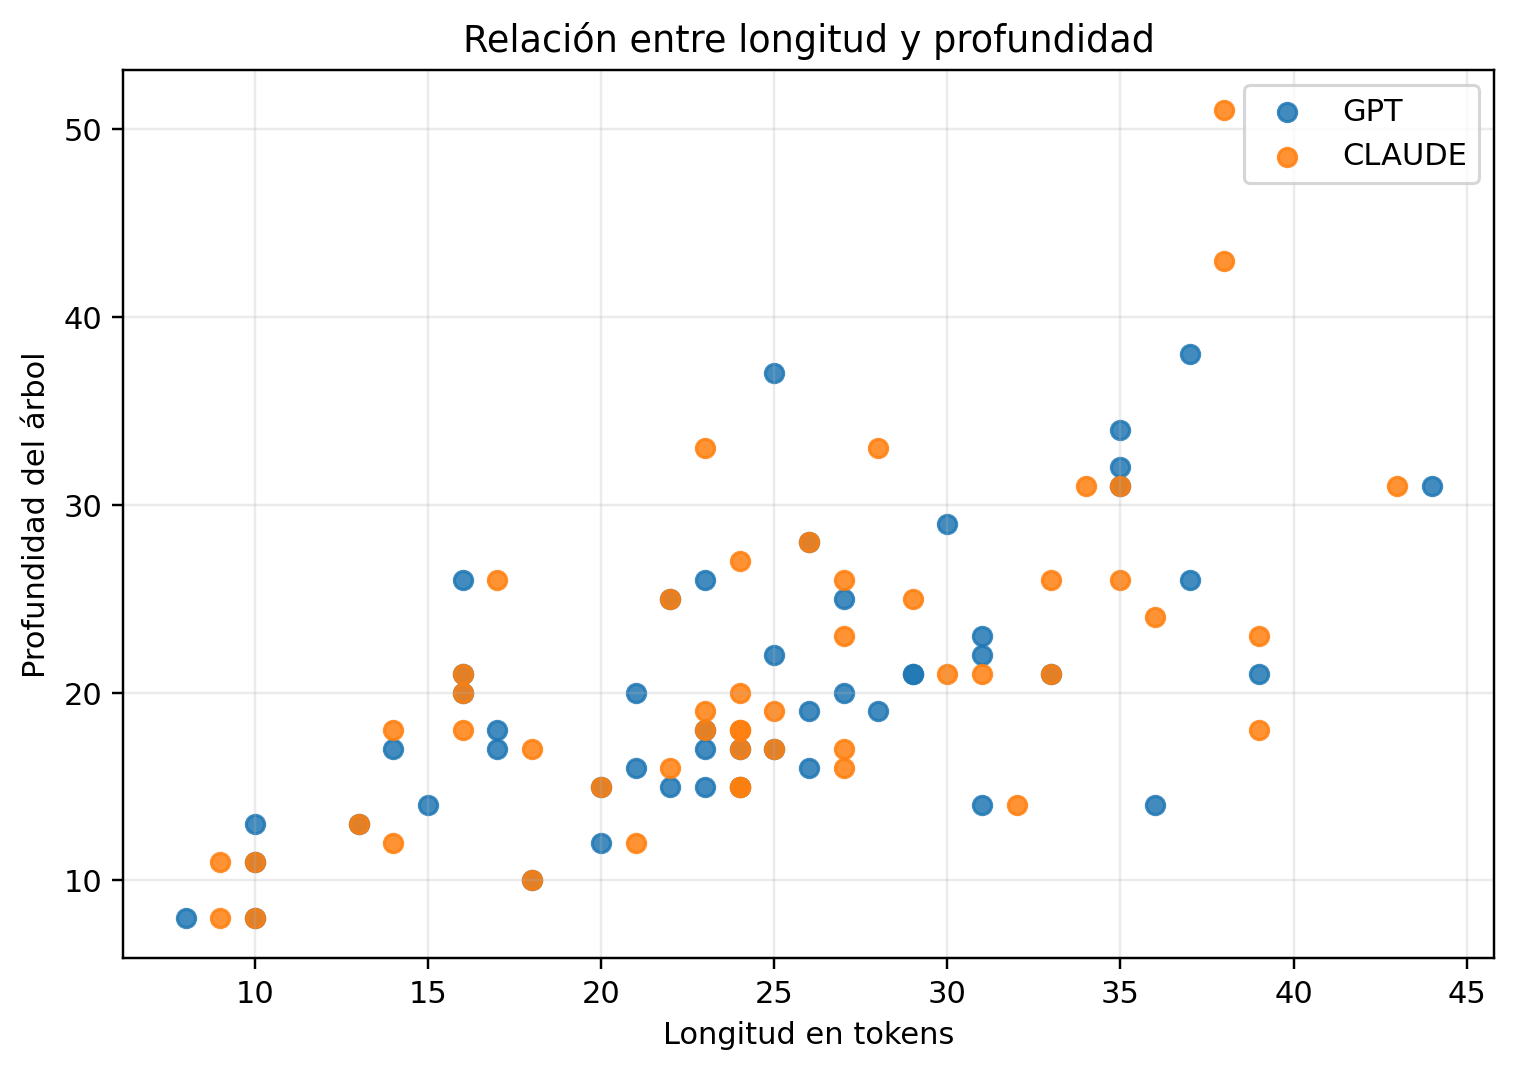 Relación entre longitud y profundidad
GPT
CLAUDE
50
40
30
20
10
Profundidad del árbol
10 15 20 25 30 35 40 45
Longitud en tokens